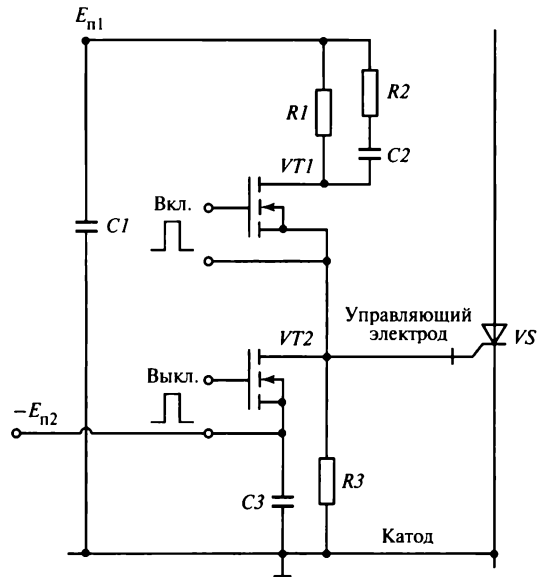 Eп1
R1
R2
C2
VT1
Вкл.
C1
Управляющий
электрод
VS
VT2
Выкл.
−Eп2
C3
R3
Катод